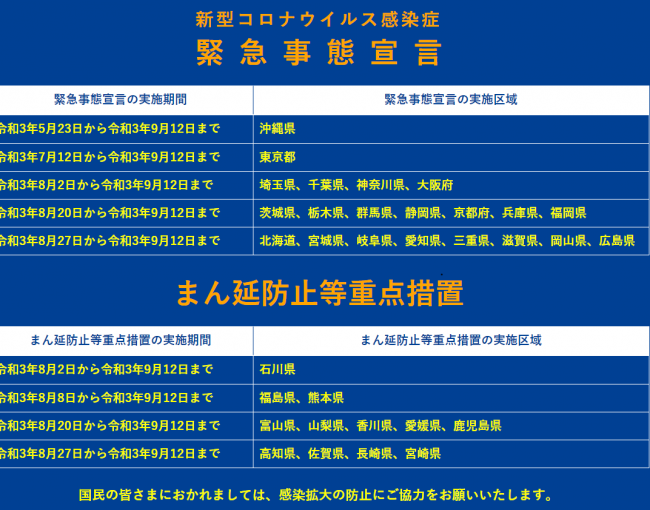 新型コロナウイルス感染症
緊急事態宣言
緊急事態宣言の実施期間 緊急事態宣言の実施区域
令和3年5月23日から令和3年9月12日まで 沖縄県
令和3年7月12日から令和3年9月12日まで 東京都
令和3年8月2日から令和3年9月12日まで 埼玉県、千葉県、神奈川県、大阪府
令和3年8月20日から令和3年9月12日まで 茨城県、栃木県、群馬県、静岡県、京都府、兵庫県、福岡県
令和3年8月27日から令和3年9月12日まで 北海道、宮城県、岐阜県、愛知県、三重県、滋賀県、岡山県、広島県
まん延防止等重点措置
まん延防止等重点措置の実施期間 まん延防止等重点措置の実施区域
令和3年8月2日から令和3年9月12日まで 石川県
令和3年8月8日から令和3年9月12日まで 福島県、熊本県
令和3年8月20日から令和3年9月12日まで 富山県、山梨県、香川県、愛媛県、鹿児島県
令和3年8月27日から令和3年9月12日まで 高知県、佐賀県、長崎県、宮崎県
国民の皆さまにおかれましては、感染拡大の防止にご協力をお願いいたします。